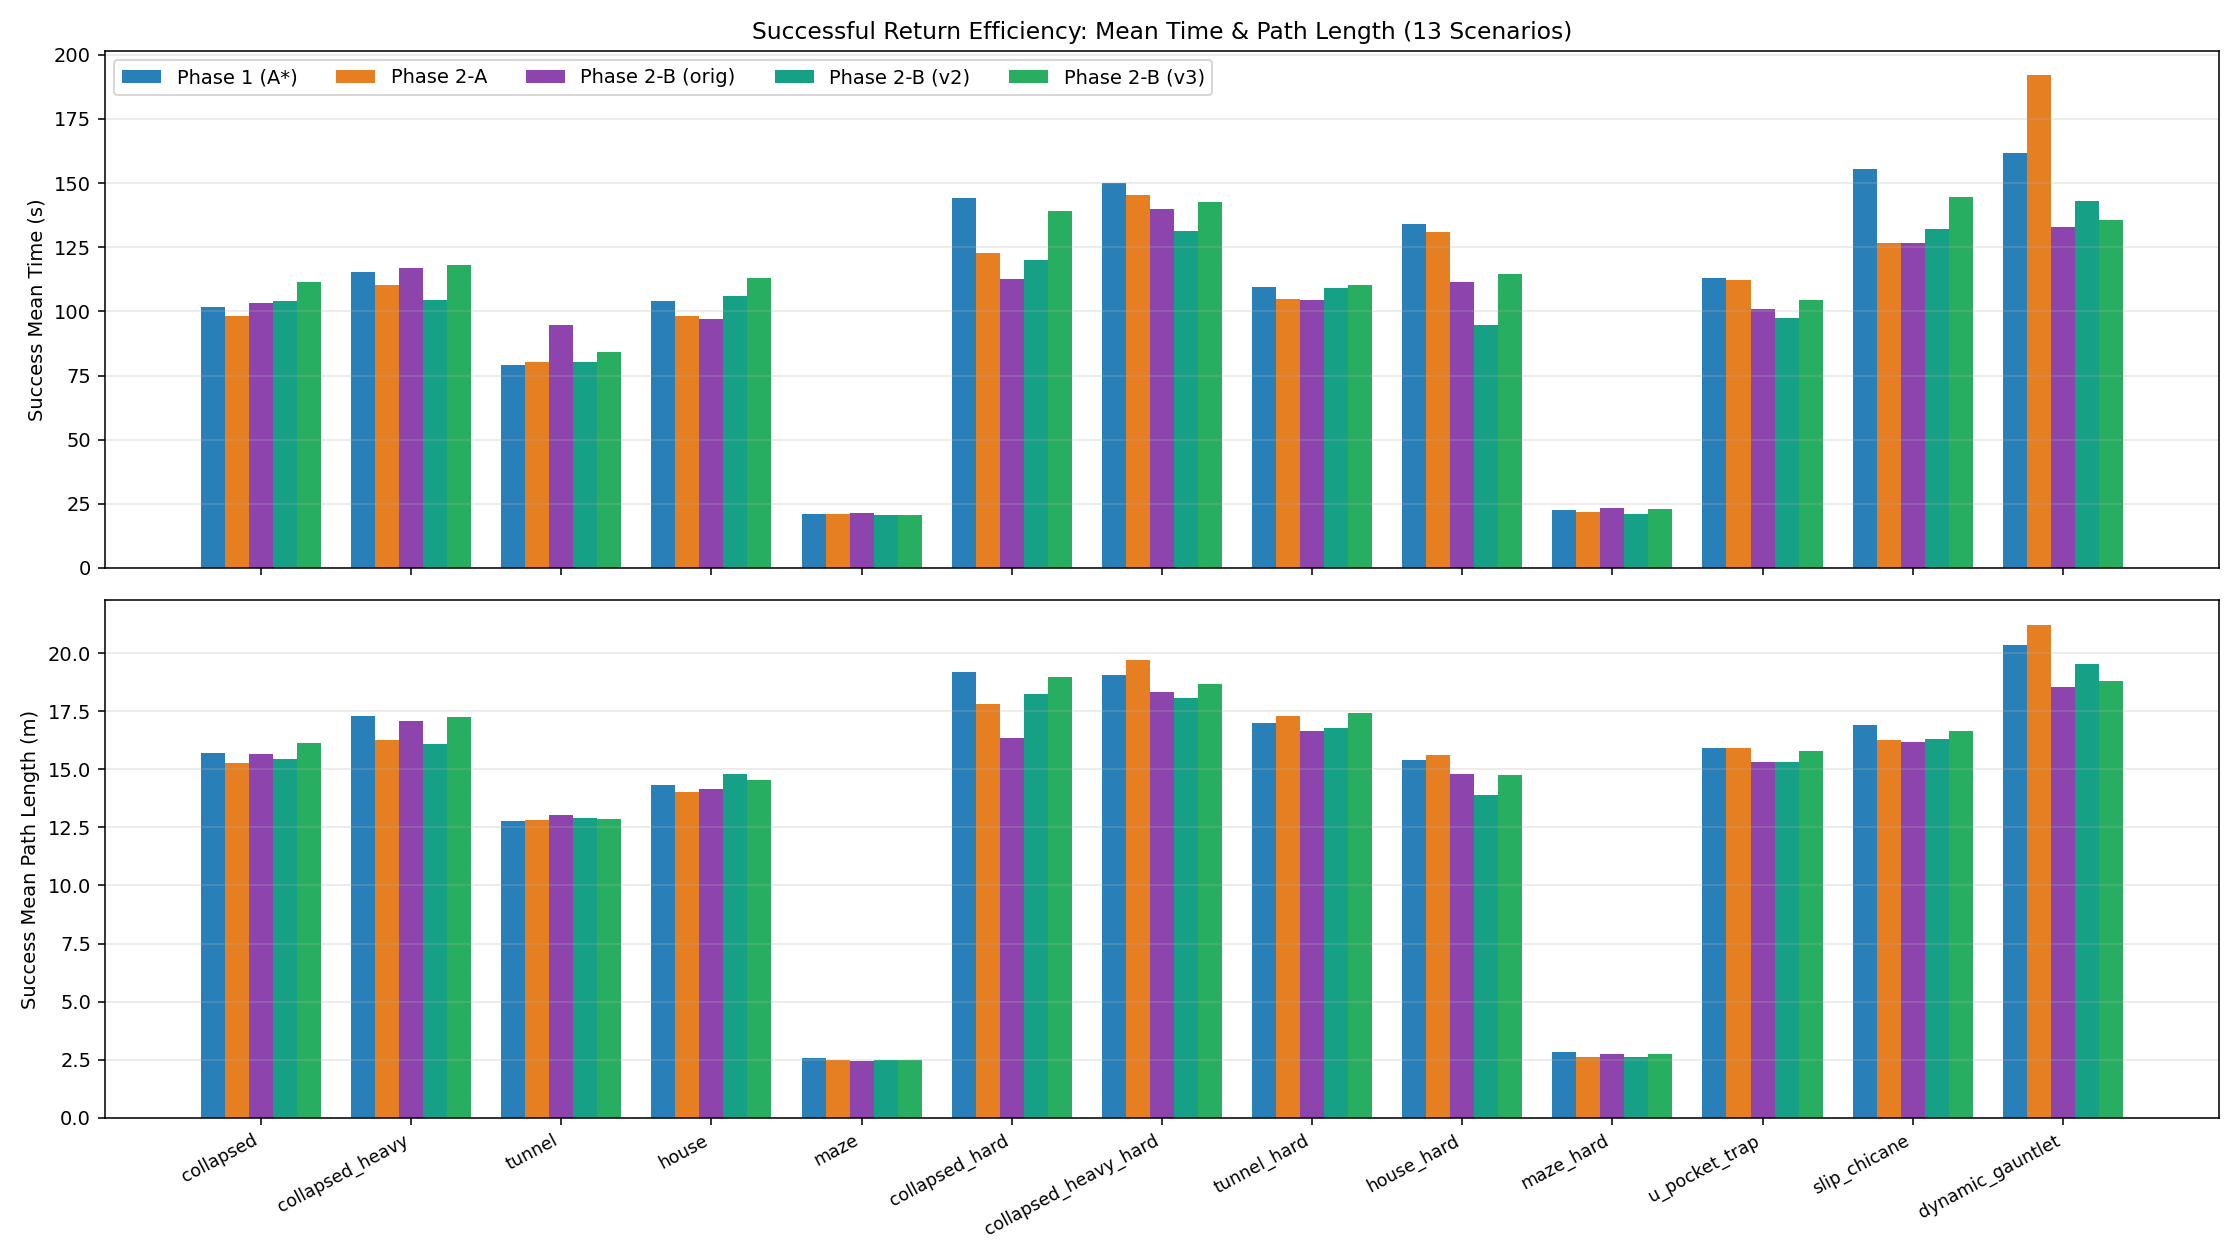 Successful Return Efficiency: Mean Time & Path Length (13 Scenarios)
Phase 1 (A*)
Phase 2-A
Phase 2-B (orig)
Phase 2-B (v2)
Phase 2-B (v3)
Success Mean Time (s)
200
175
150
125
100
75
50
25
0
Success Mean Path Length (m)
20.0
17.5
15.0
12.5
10.0
7.5
5.0
2.5
0.0
collapsed
collapsed_heavy
tunnel
house
maze
collapsed_hard
collapsed_heavy_hard
tunnel_hard
house_hard
maze_hard
u_pocket_trap
slip_chicane
dynamic_gauntlet